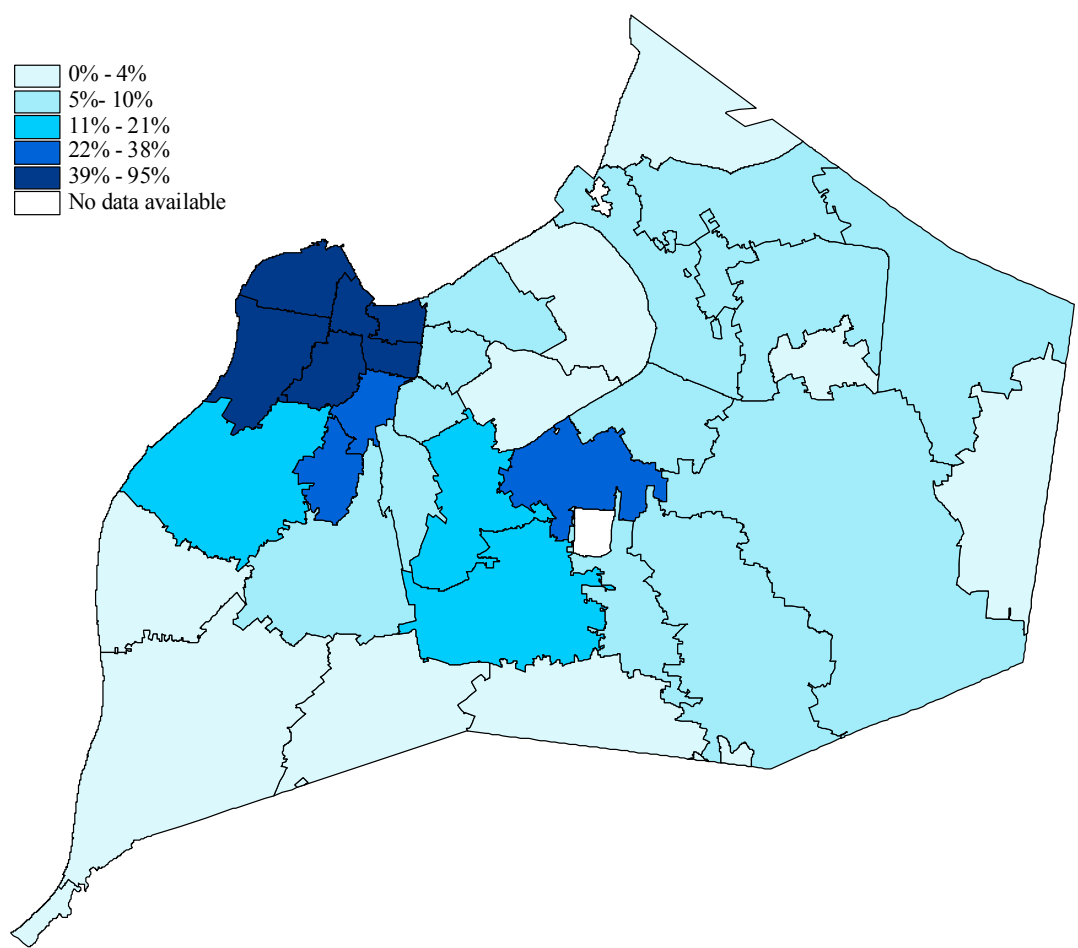 0% - 4%
5%- 10%
11% - 21%
22% - 38%
39% - 95%
No data available